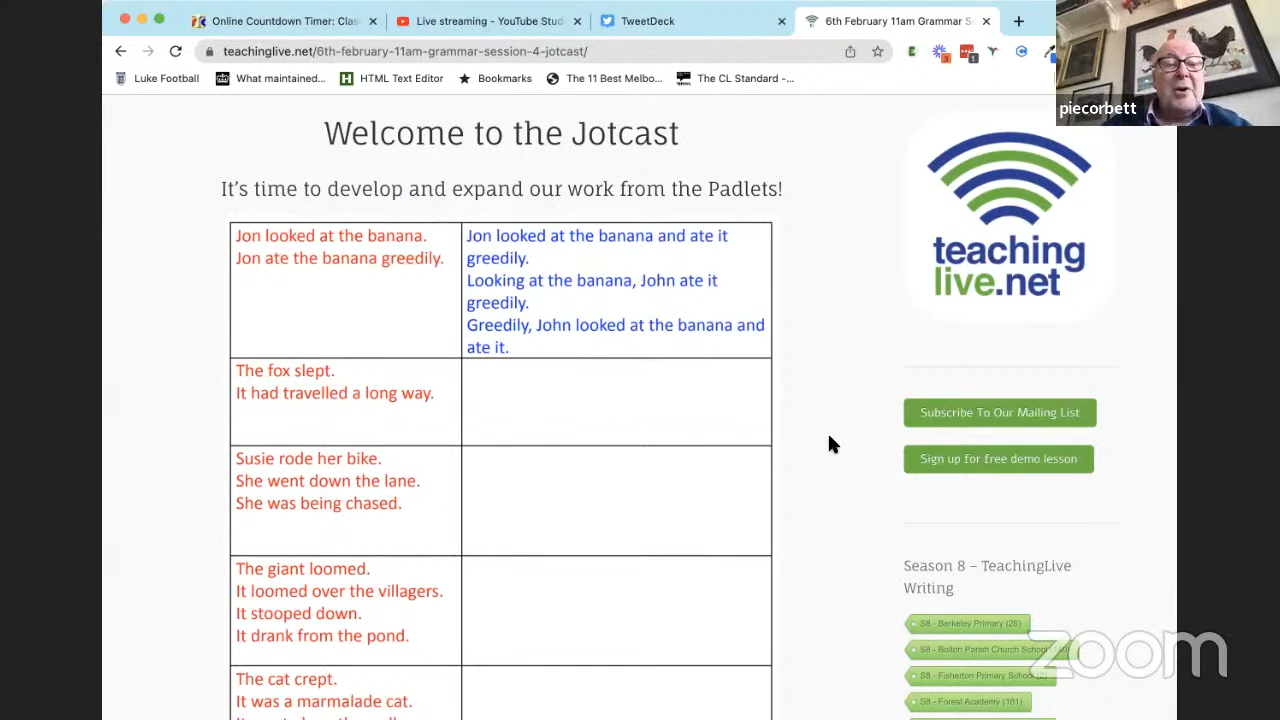 Online Countdown Timer: Clas
Live streaming - YouTube Stud
TweetDeck
6th February 11am Grammar S
teachinglive.net/6th-february-11am-grammar-session-4-jotcast/
3
1
Luke Football
What maintained...
HTML Text Editor
Bookmarks
The 11 Best Melbo...
The CL Standard -...
piecorbett
Welcome to the Jotcast
It's time to develop and expand our work from the Padlets!
Jon looked at the banana.
Jon ate the banana greedily.
Jon looked at the banana and ate it
greedily.
Looking at the banana, John ate it
greedily.
Greedily, John looked at the banana and
ate it.
The fox slept.
It had travelled a long way.
Susie rode her bike.
She went down the lane.
She was being chased.
The giant loomed.
It loomed over the villagers.
It stooped down.
It drank from the pond.
The cat crept.
It was a marmalade cat.
teaching
live.net
Subscribe To Our Mailing List
Sign up for free demo lesson
Season 8 – TeachingLive
Writing
S8 - Berkeley Primary (26)
S8 - Bolton Parish Church School
S8 - Fisherton Primary School
S8 - Forest Academy (161)
zoom